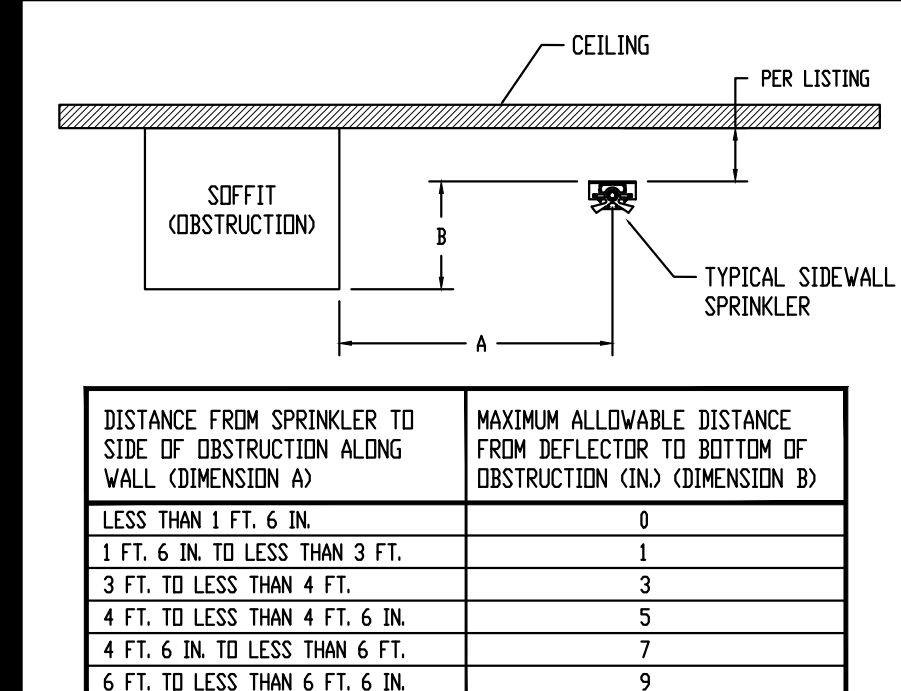 CEILING
PER LISTING
SOFFIT
(OBSTRUCTION)
B
TYPICAL SIDEWALL
SPRINKLER
A
DISTANCE FROM SPRINKLER TO
SIDE OF OBSTRUCTION ALONG
WALL (DIMENSION A)
MAXIMUM ALLOWABLE DISTANCE
FROM DEFLECTOR TO BOTTOM OF
OBSTRUCTION (IN.) (DIMENSION B)
LESS THAN 1 FT. 6 IN. 0
1 FT. 6 IN. TO LESS THAN 3 FT. 1
3 FT. TO LESS THAN 4 FT. 3
4 FT. TO LESS THAN 4 FT. 6 IN. 5
4 FT. 6 IN. TO LESS THAN 6 FT. 7
6 FT. TO LESS THAN 6 FT. 6 IN. 9